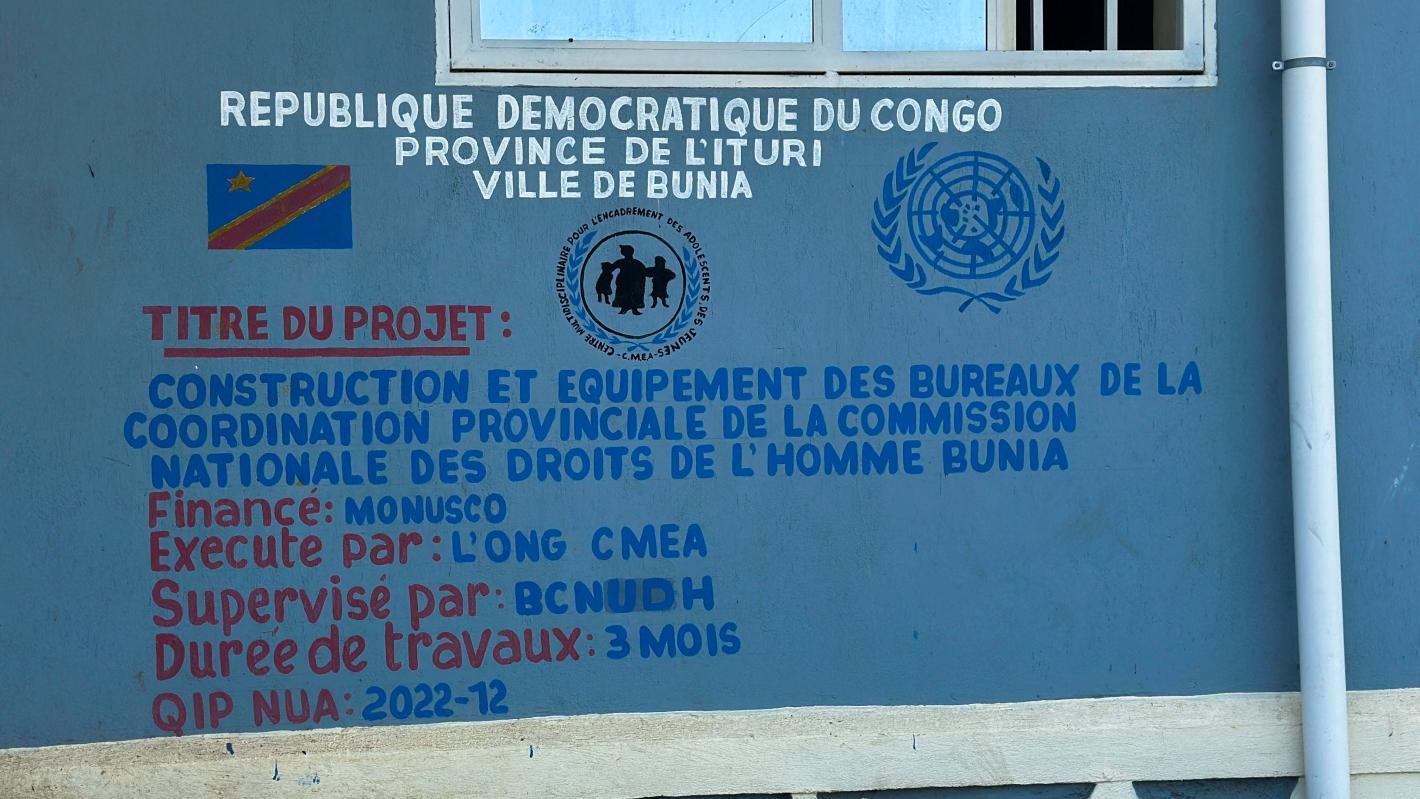 REPUBLIQUE DEMOCRATIQUE DU CONGO
PROVINCE DE L'ITURI
VILLE DE BUNIA
CENTRE MULTIDISCIPLINAIRE POUR L'ENCADREMENT DES ADOLESCENTS, DES JEUNES
-C.MEA-
TITRE DU PROJET:
CONSTRUCTION ET EQUIPEMENT DES BUREAUX DE LA
COORDINATION PROVINCIALE DE LA COMMISSION
NATIONALE DES DROITS DE L'HOMME BUNIA
Financé: MONUSCO
Execute par: L'ONG CMEA
Supervisé par: BCNUDH
Durée de travaux: 3 MOIS
QIP NUA: 2022-12